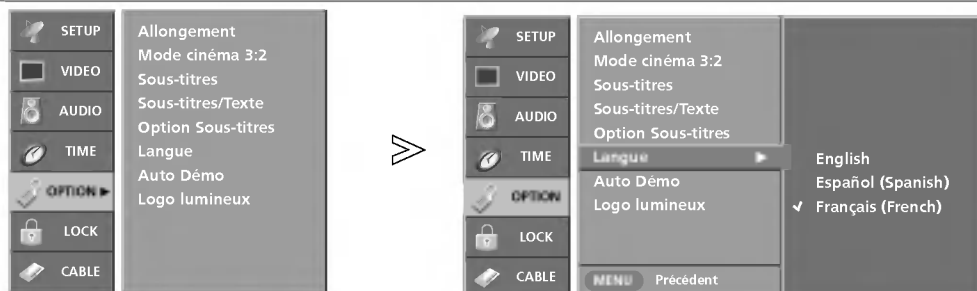 SETUP
VIDEO
AUDIO
TIME
OPTION
LOCK
CABLE
Allongement
Mode cinéma 3:2
Sous-titres
Sous-titres/Texte
Option Sous-titres
Langue
Auto Démo
Logo lumineux
SETUP
VIDEO
AUDIO
TIME
OPTION
LOCK
CABLE
Allongement
Mode cinéma 3:2
Sous-titres
Sous-titres/Texte
Option Sous-titres
Langue
Auto Démo
Logo lumineux
MENU Précédent
English
Español (Spanish)
Français (French)